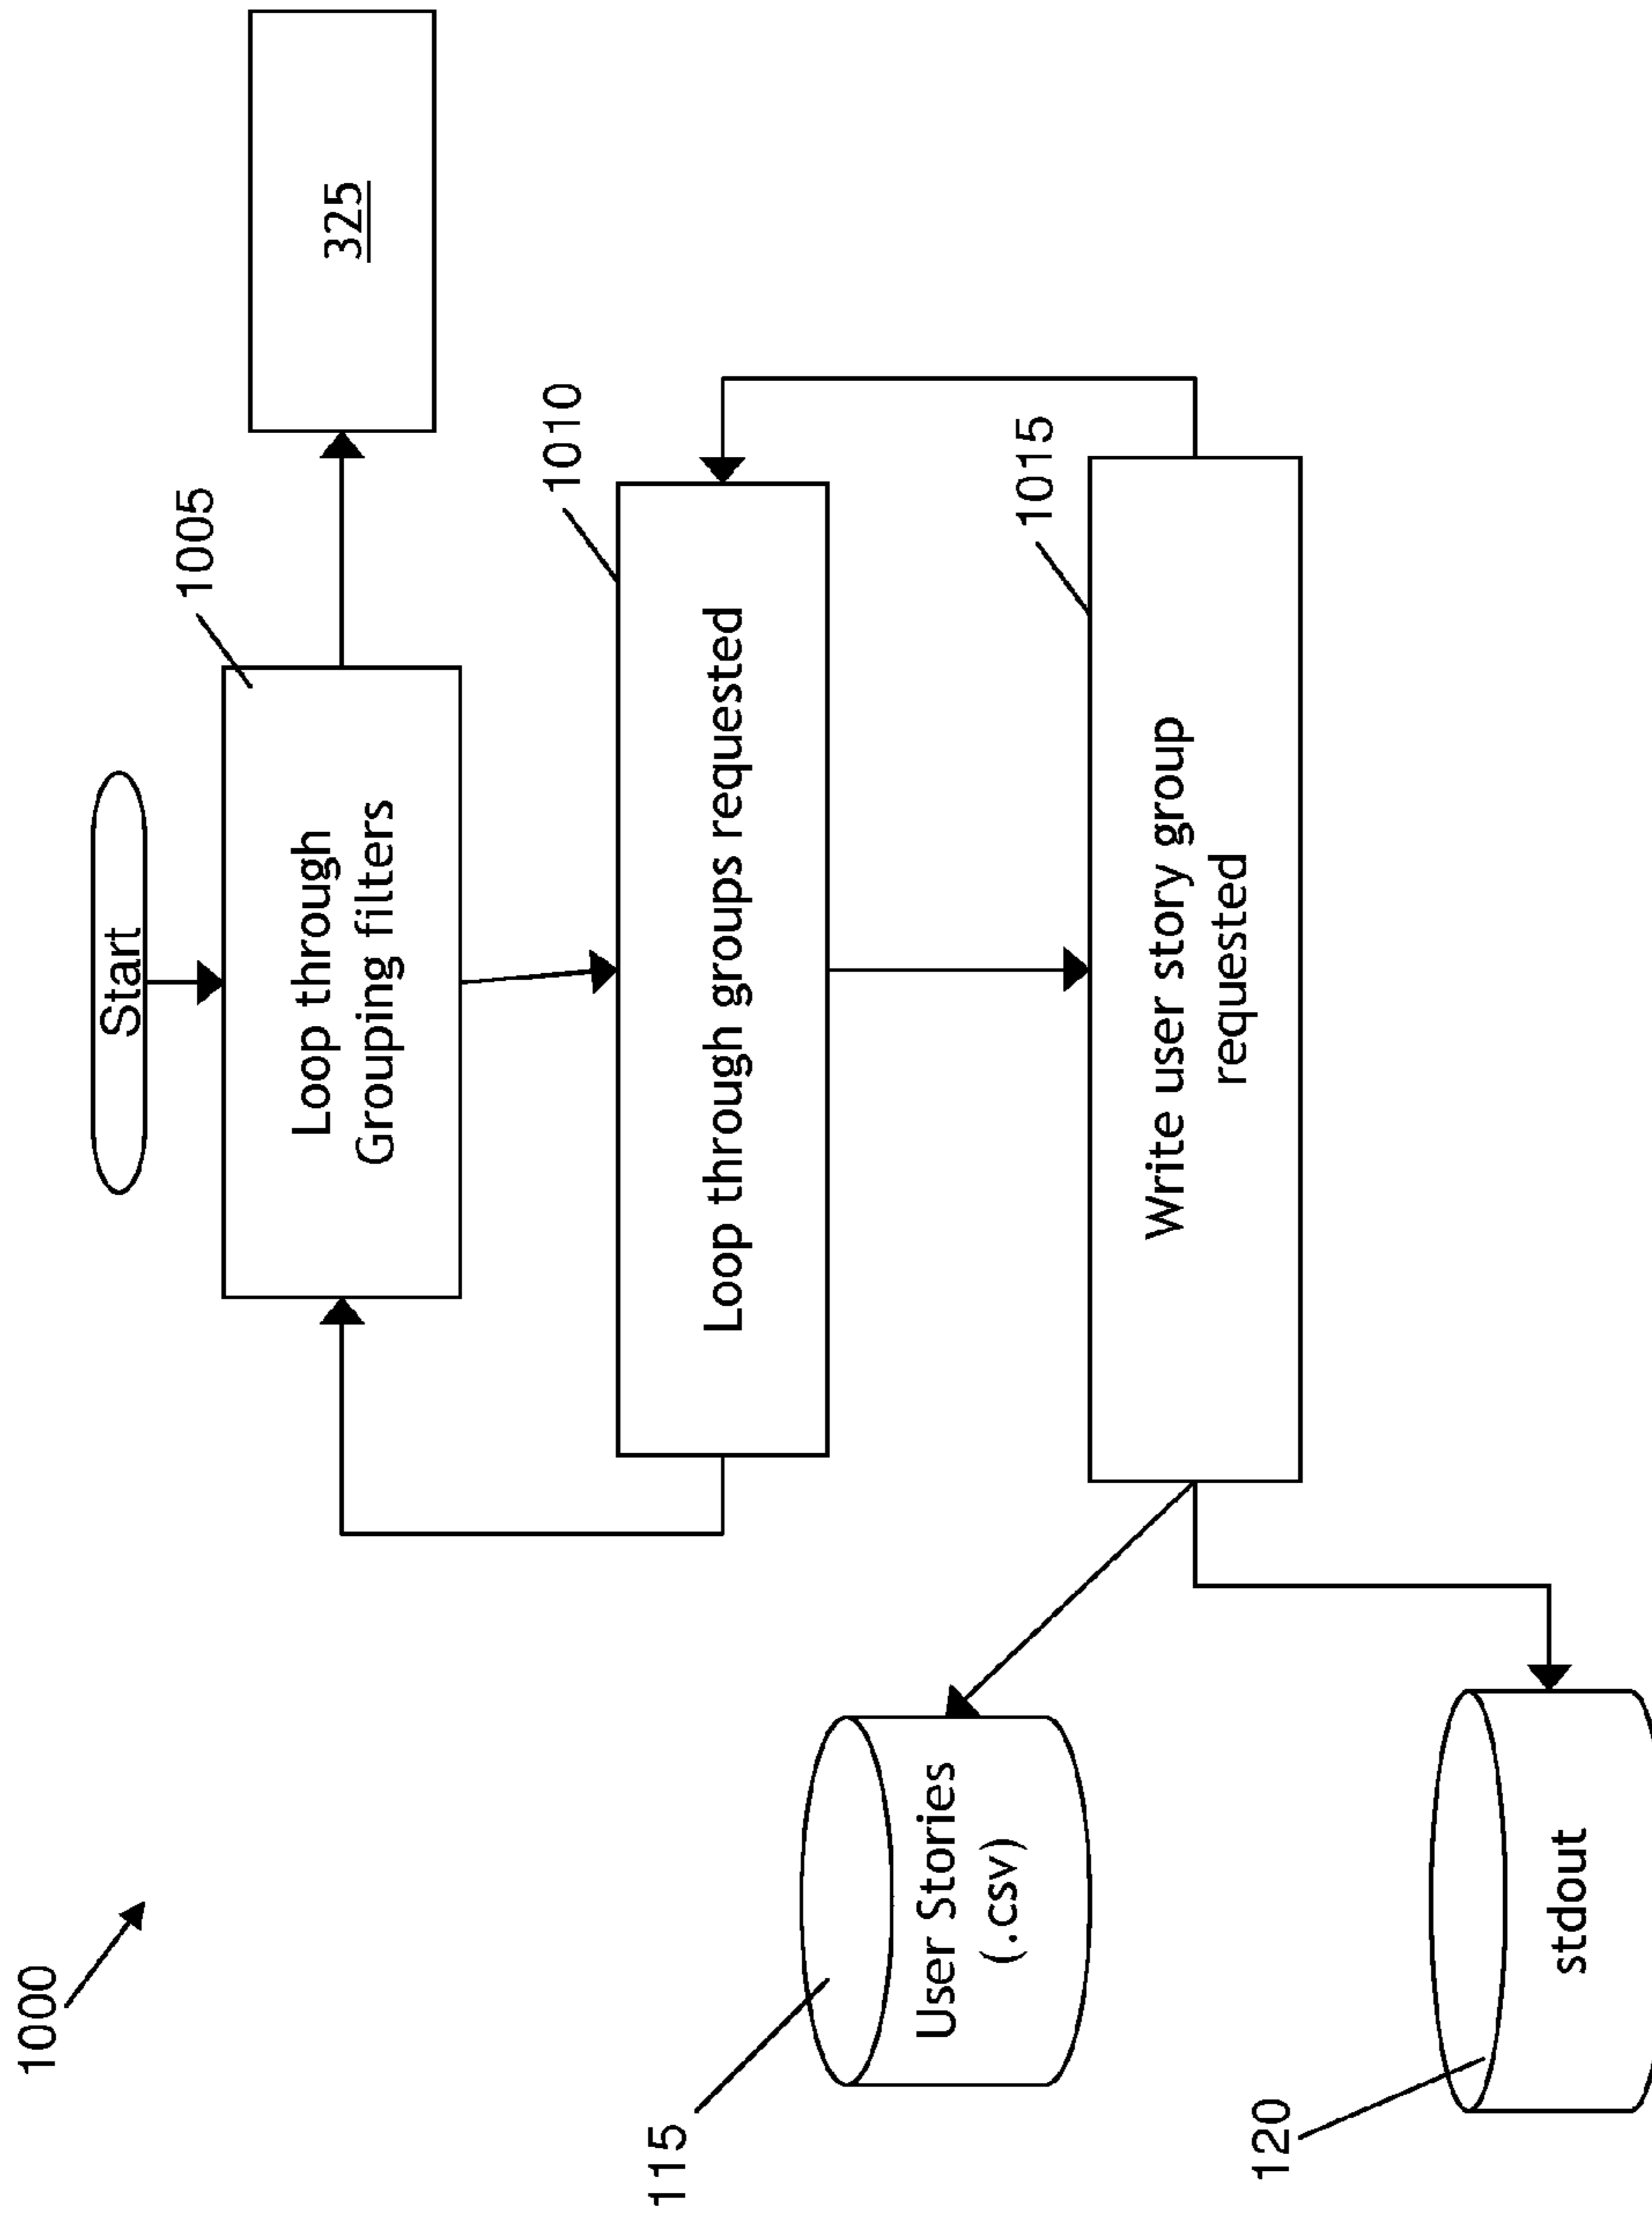 1000
Start
1005
Loop through
Grouping filters
325
1010
Loop through groups requested
115
User Stories
(.csv)
1015
Write user story group
requested
120
stdout